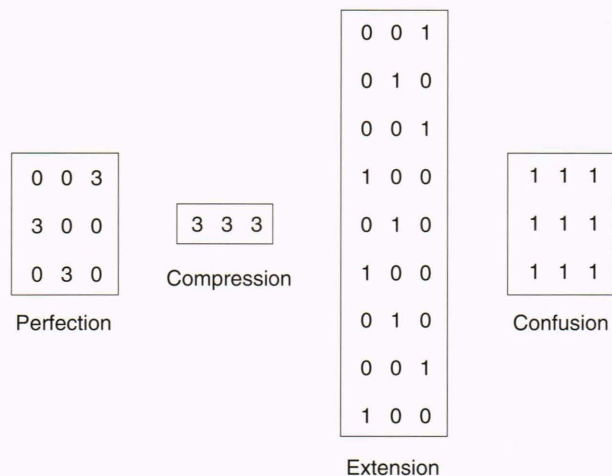 0 0 3
3 0 0
0 3 0
Perfection
3 3 3
Compression
0 0 1
0 1 0
0 0 1
1 0 0
0 1 0
1 0 0
0 1 0
0 0 1
1 0 0
Extension
1 1 1
1 1 1
1 1 1
Confusion